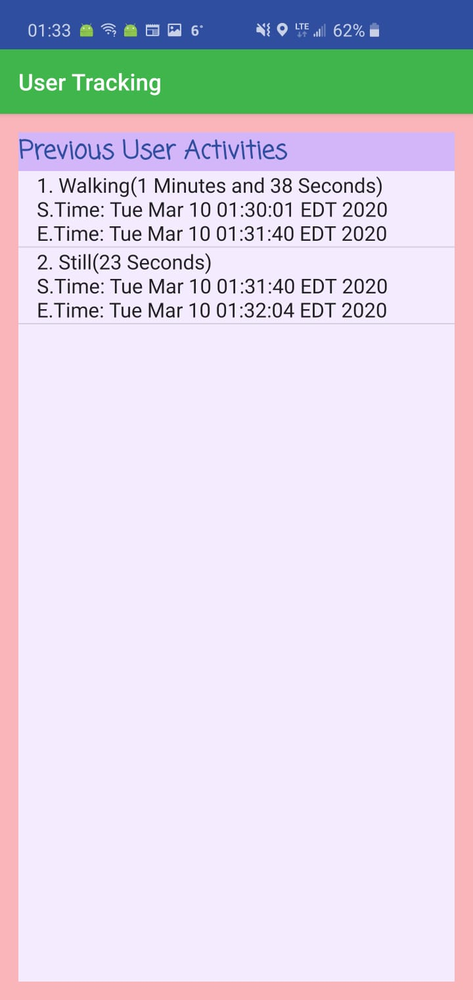 01:33 6° LTE 62%
User Tracking
Previous User Activities
1. Walking(1 Minutes and 38 Seconds)
S.Time: Tue Mar 10 01:30:01 EDT 2020
E.Time: Tue Mar 10 01:31:40 EDT 2020
2. Still(23 Seconds)
S.Time: Tue Mar 10 01:31:40 EDT 2020
E.Time: Tue Mar 10 01:32:04 EDT 2020